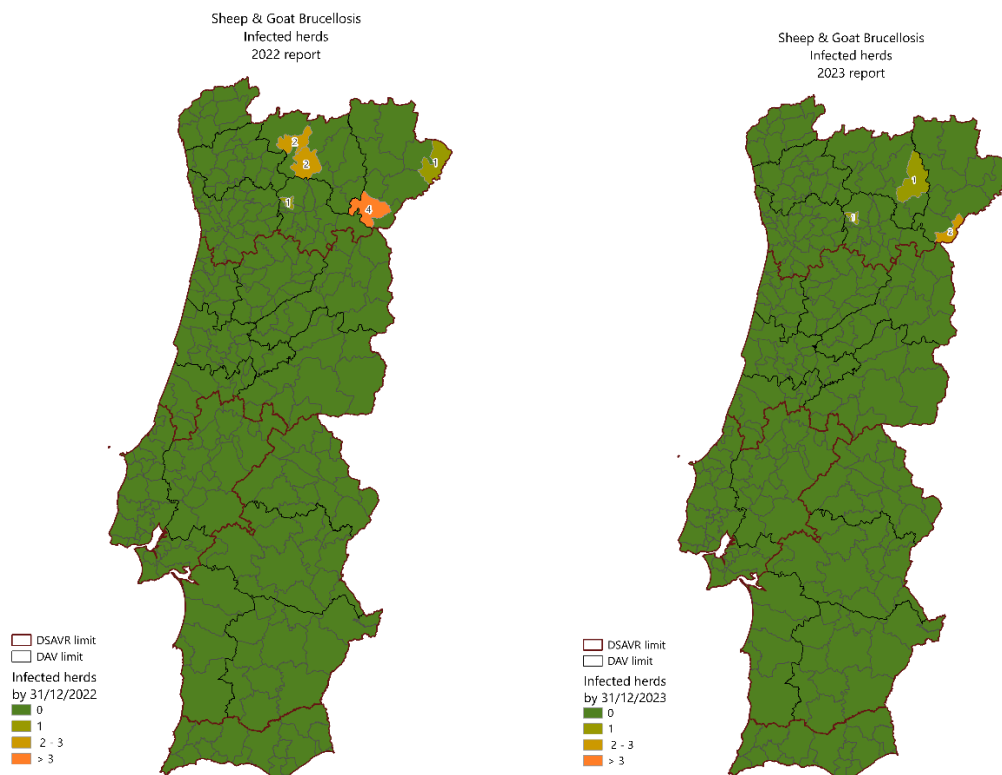 Sheep & Goat Brucellosis
Infected herds
2022 report
2
2
1
1
4
DSAVR limit
DAV limit
Infected herds
by 31/12/2022
0
1
2 - 3
> 3
Sheep & Goat Brucellosis
Infected herds
2023 report
1
1
2
DSAVR limit
DAV limit
Infected herds
by 31/12/2023
0
1
2 - 3
> 3